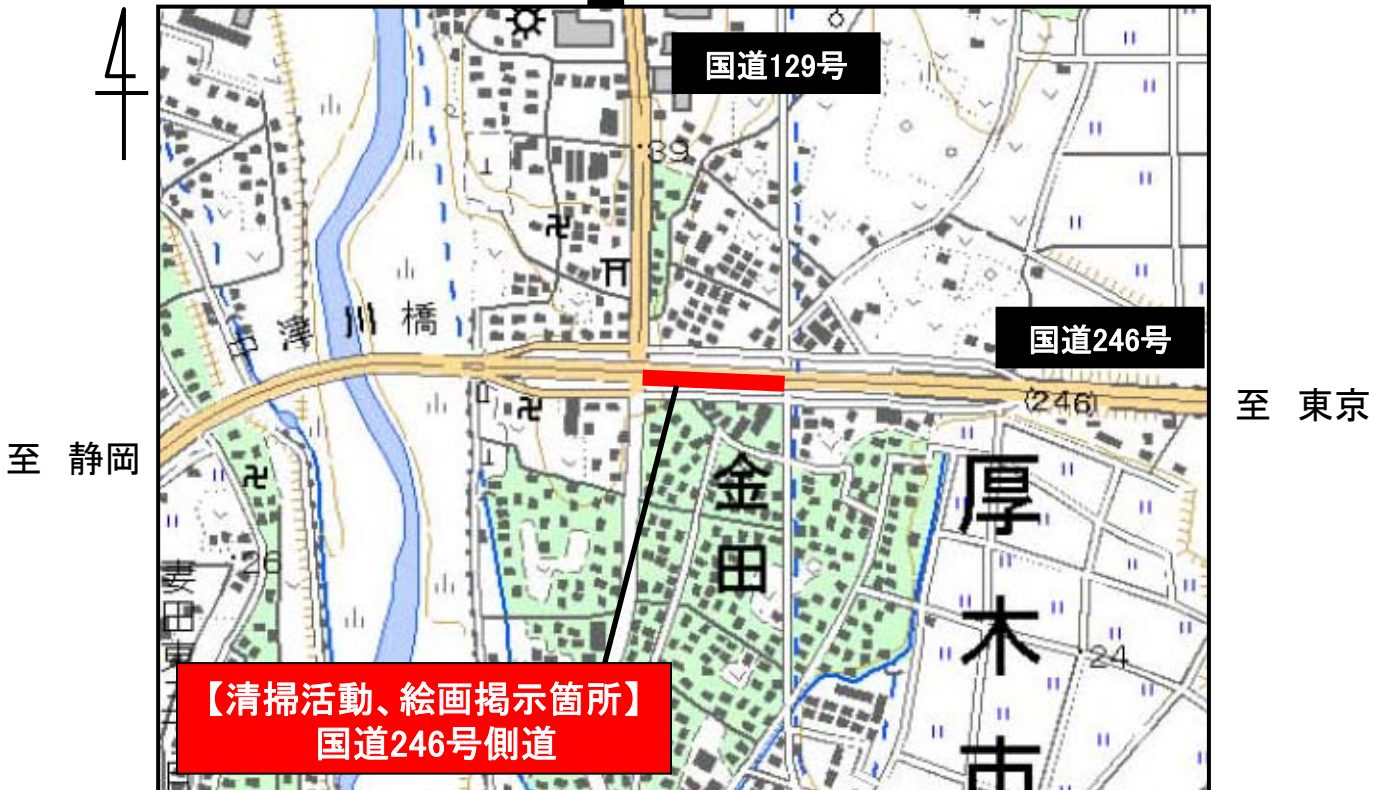 国道129号
39
中津川橋
国道246号
(246)
至 東京
至 静岡
金田
厚木市
26
妻田東
24
【清掃活動、絵画掲示箇所】
国道246号側道